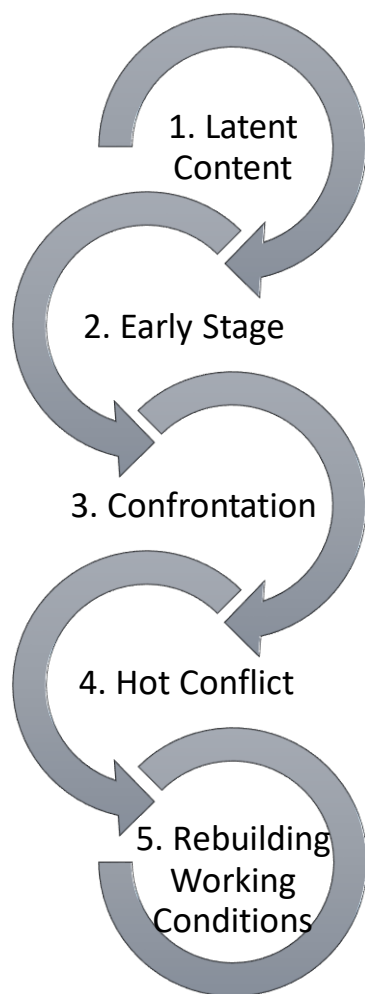 1. Latent
Content
2. Early Stage
3. Confrontation
4. Hot Conflict
5. Rebuilding
Working
Conditions